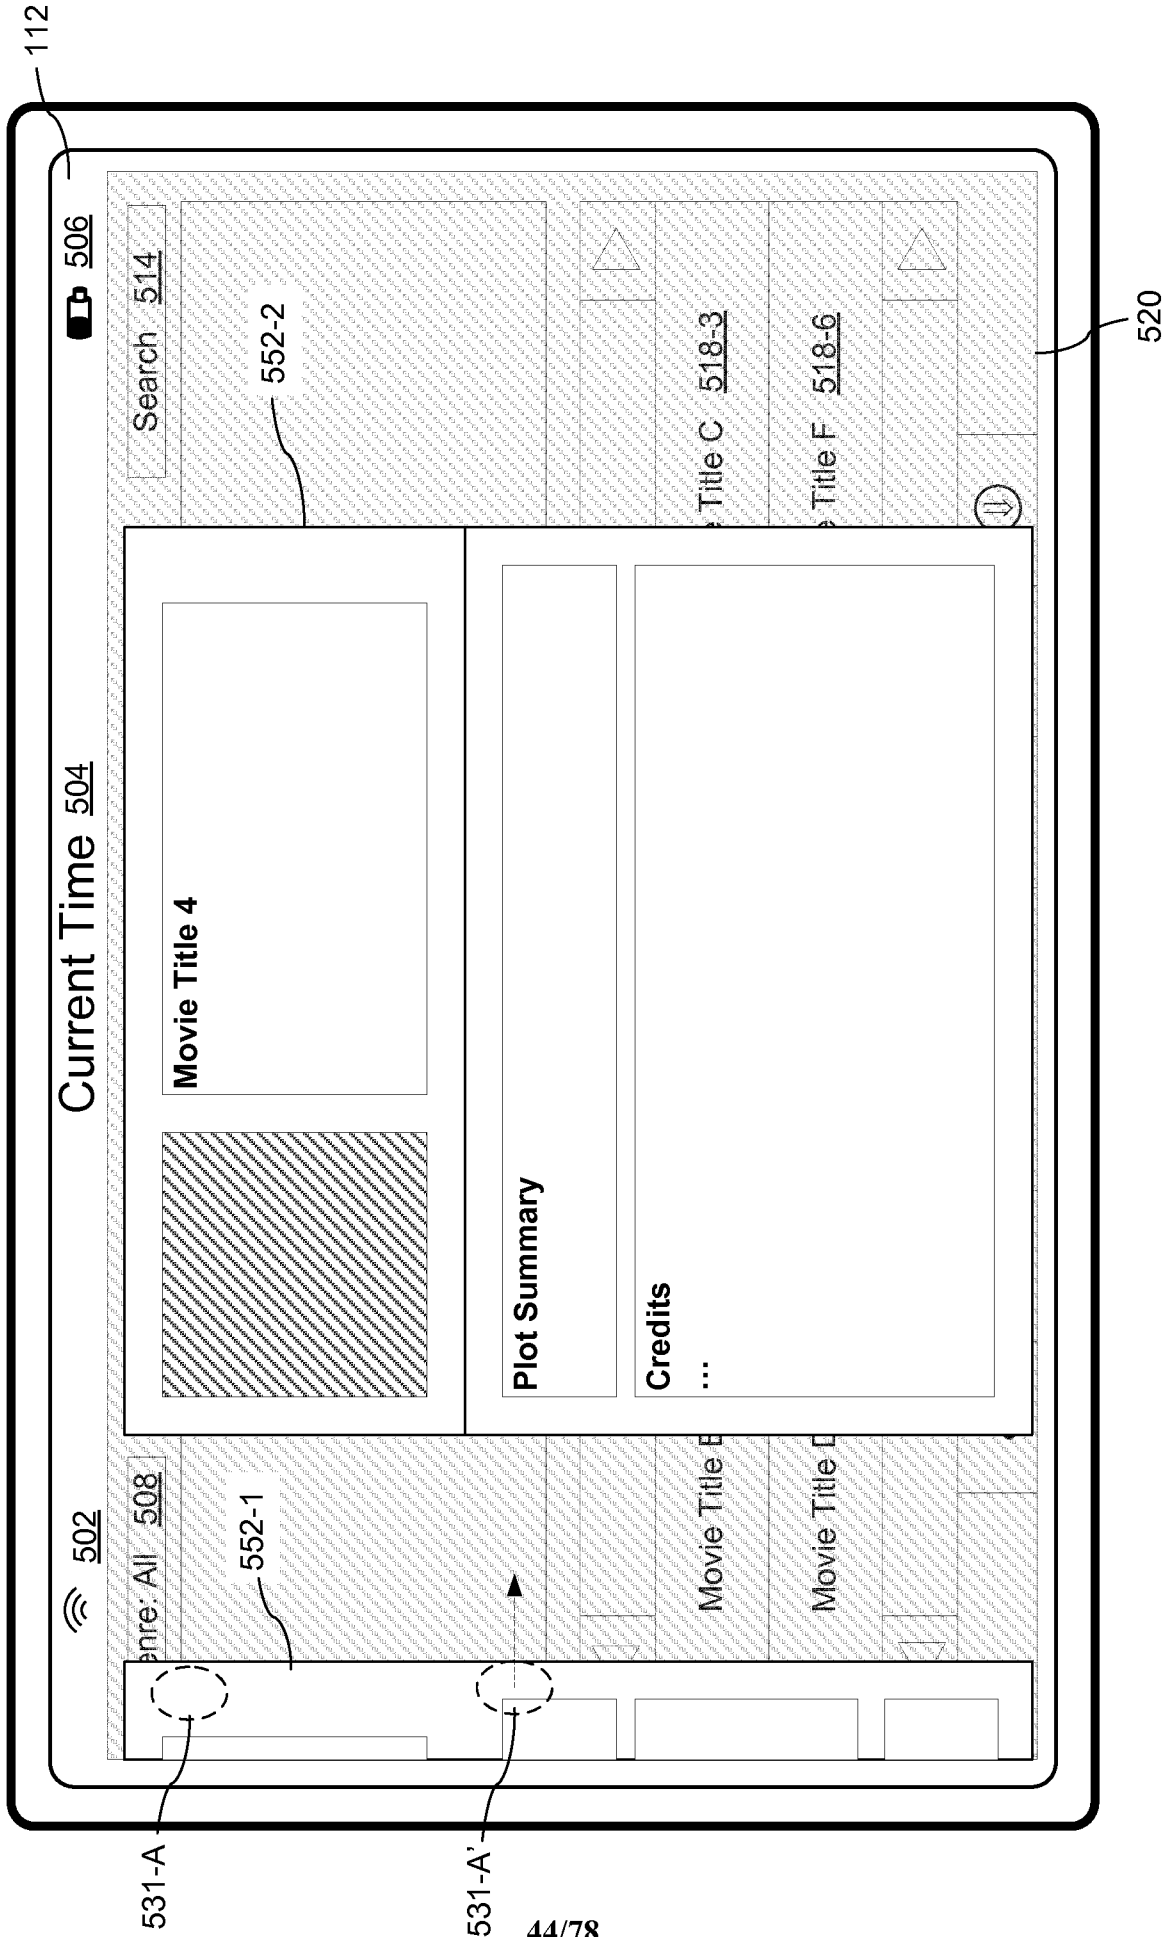 112
502
Current Time 504
506
enre: All 508
Search 514
552-1
552-2
531-A
Movie Title 4
531-A’
Plot Summary
Credits
...
Movie Title
Title C 518-3
Movie Title
Title F 518-6
520
44/78